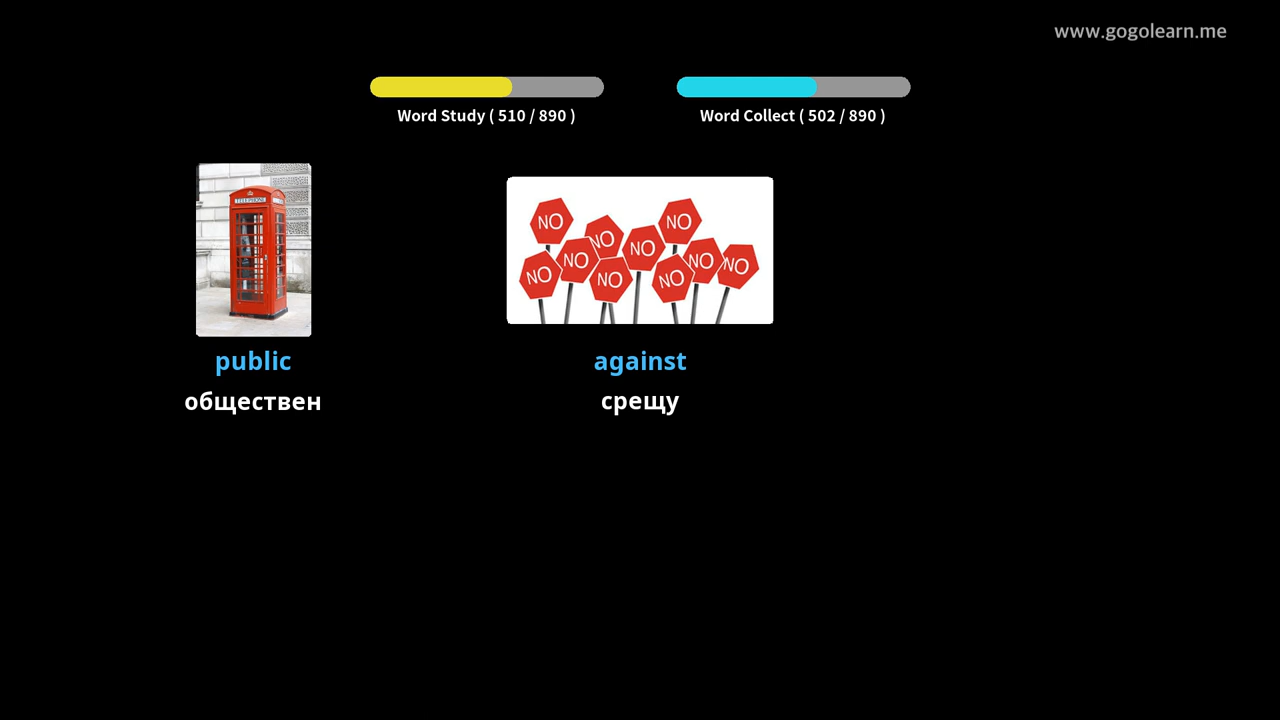 www.gogolearn.me
Word Study ( 510 / 890 )
Word Collect ( 502 / 890 )
TELEPHONE
NO
NO
NO
NO
NO
NO
NO
NO
NO
NO
public
against
обществен
срещу